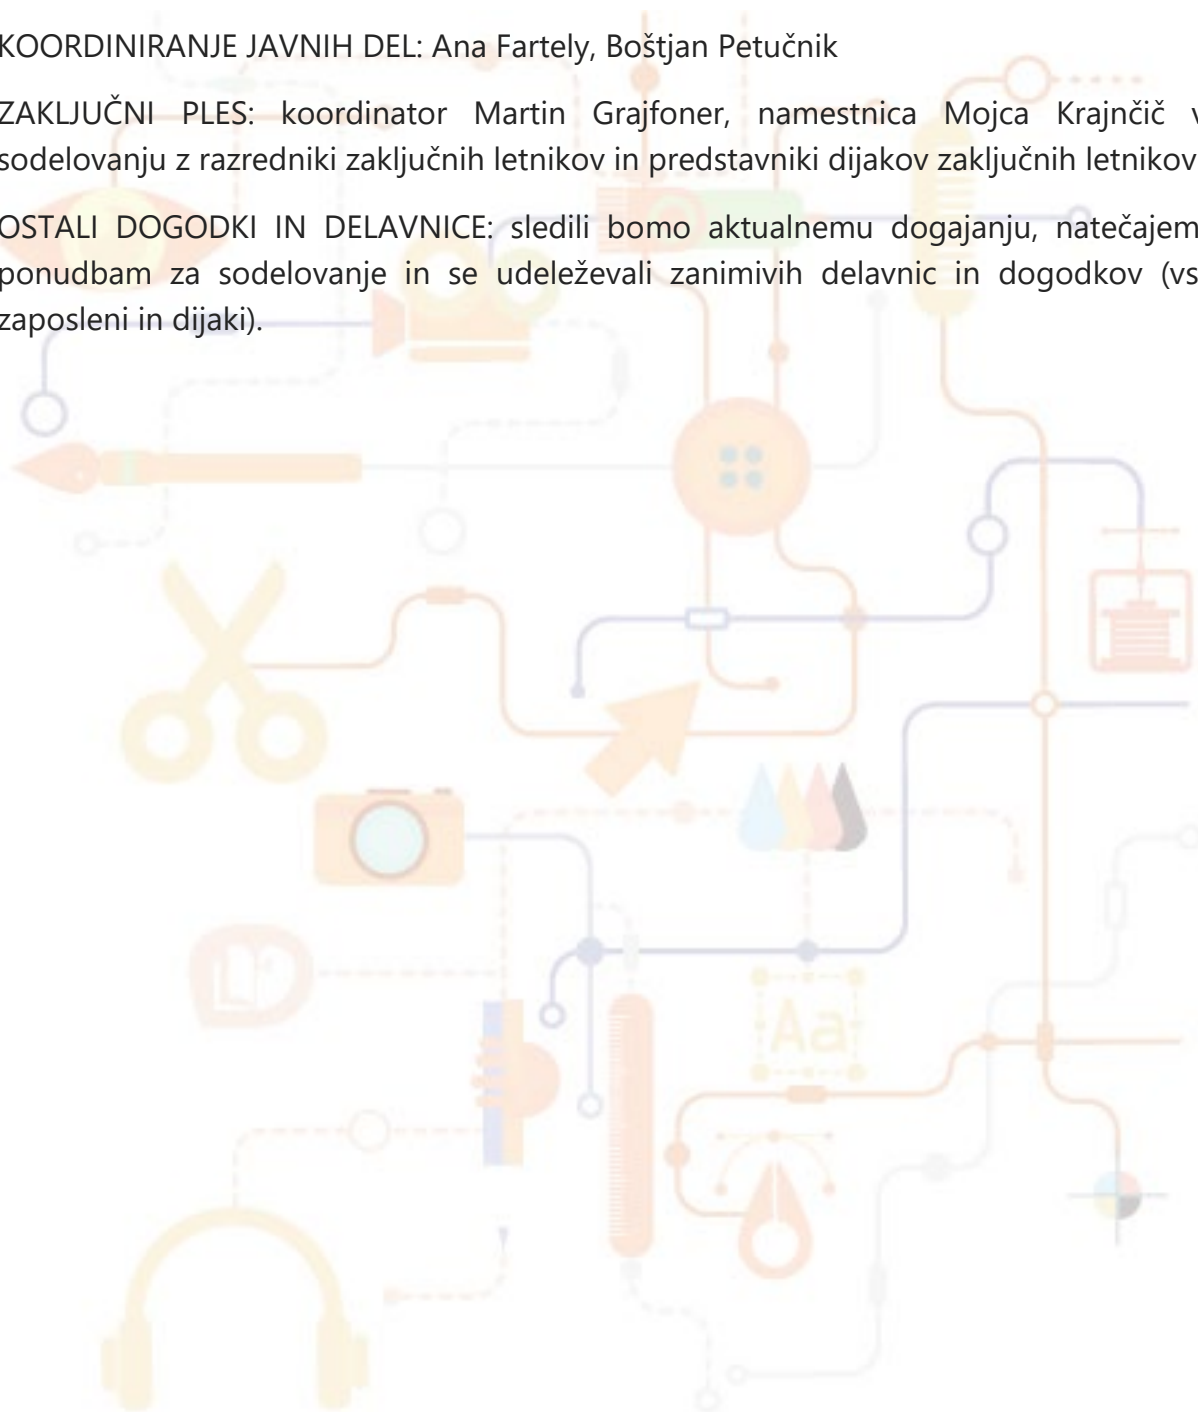 KOORDINIRANJE JAVNIH DEL: Ana Fartely, Boštjan Petučnik
ZAKLJUČNI PLES: koordinator Martin Grajfoner, namestnica Mojca Krajnčič v
sodelovanju z razredniki zaključnih letnikov in predstavniki dijakov zaključnih letnikov
OSTALI DOGODKI IN DELAVNICE: sledili bomo aktualnemu dogajanju, natečajem
ponudbam za sodelovanje in se udeleževali zanimivih delavnic in dogodkov (vs
zaposleni in dijaki).
Aa